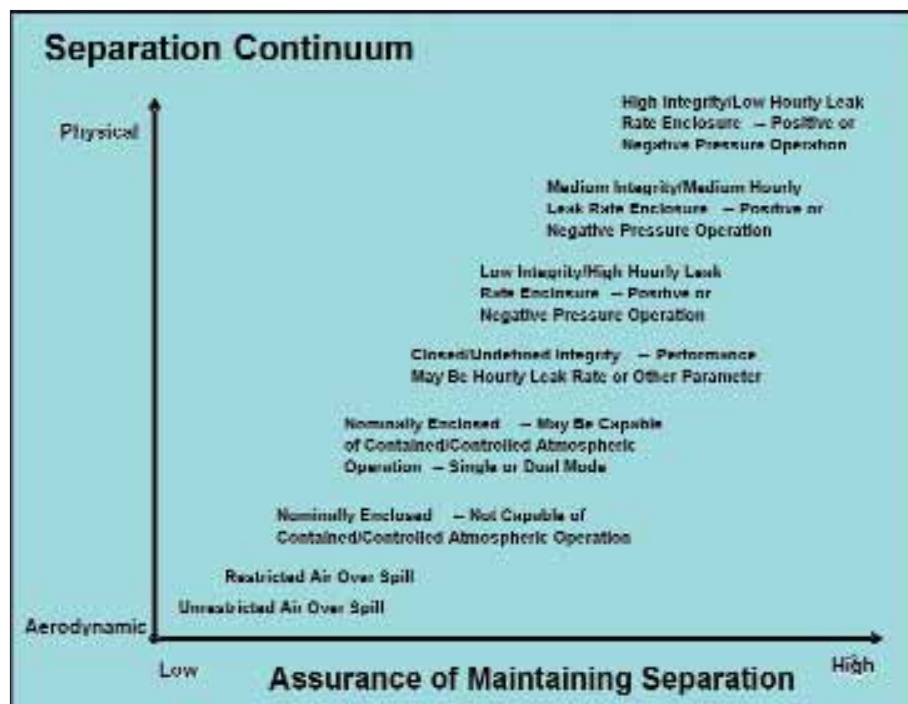 Separation Continuum
Physical
High Integrity/Low Hourly Leak
Rate Enclosure – Positive or
Negative Pressure Operation
Medium Integrity/Medium Hourly
Leak Rate Enclosure – Positive or
Negative Pressure Operation
Low Integrity/High Hourly Leak
Rate Enclosure – Positive or
Negative Pressure Operation
Closed/Undefined Integrity – Performance
May Be Hourly Leak Rate or Other Parameter
Nominally Enclosed – May Be Capable
of Contained/Controlled Atmospheric
Operation – Single or Dual Mode
Nominally Enclosed – Not Capable of
Contained/Controlled Atmospheric Operation
Restricted Air Over Spill
Unrestricted Air Over Spill
Aerodynamic
Low
High
Assurance of Maintaining Separation